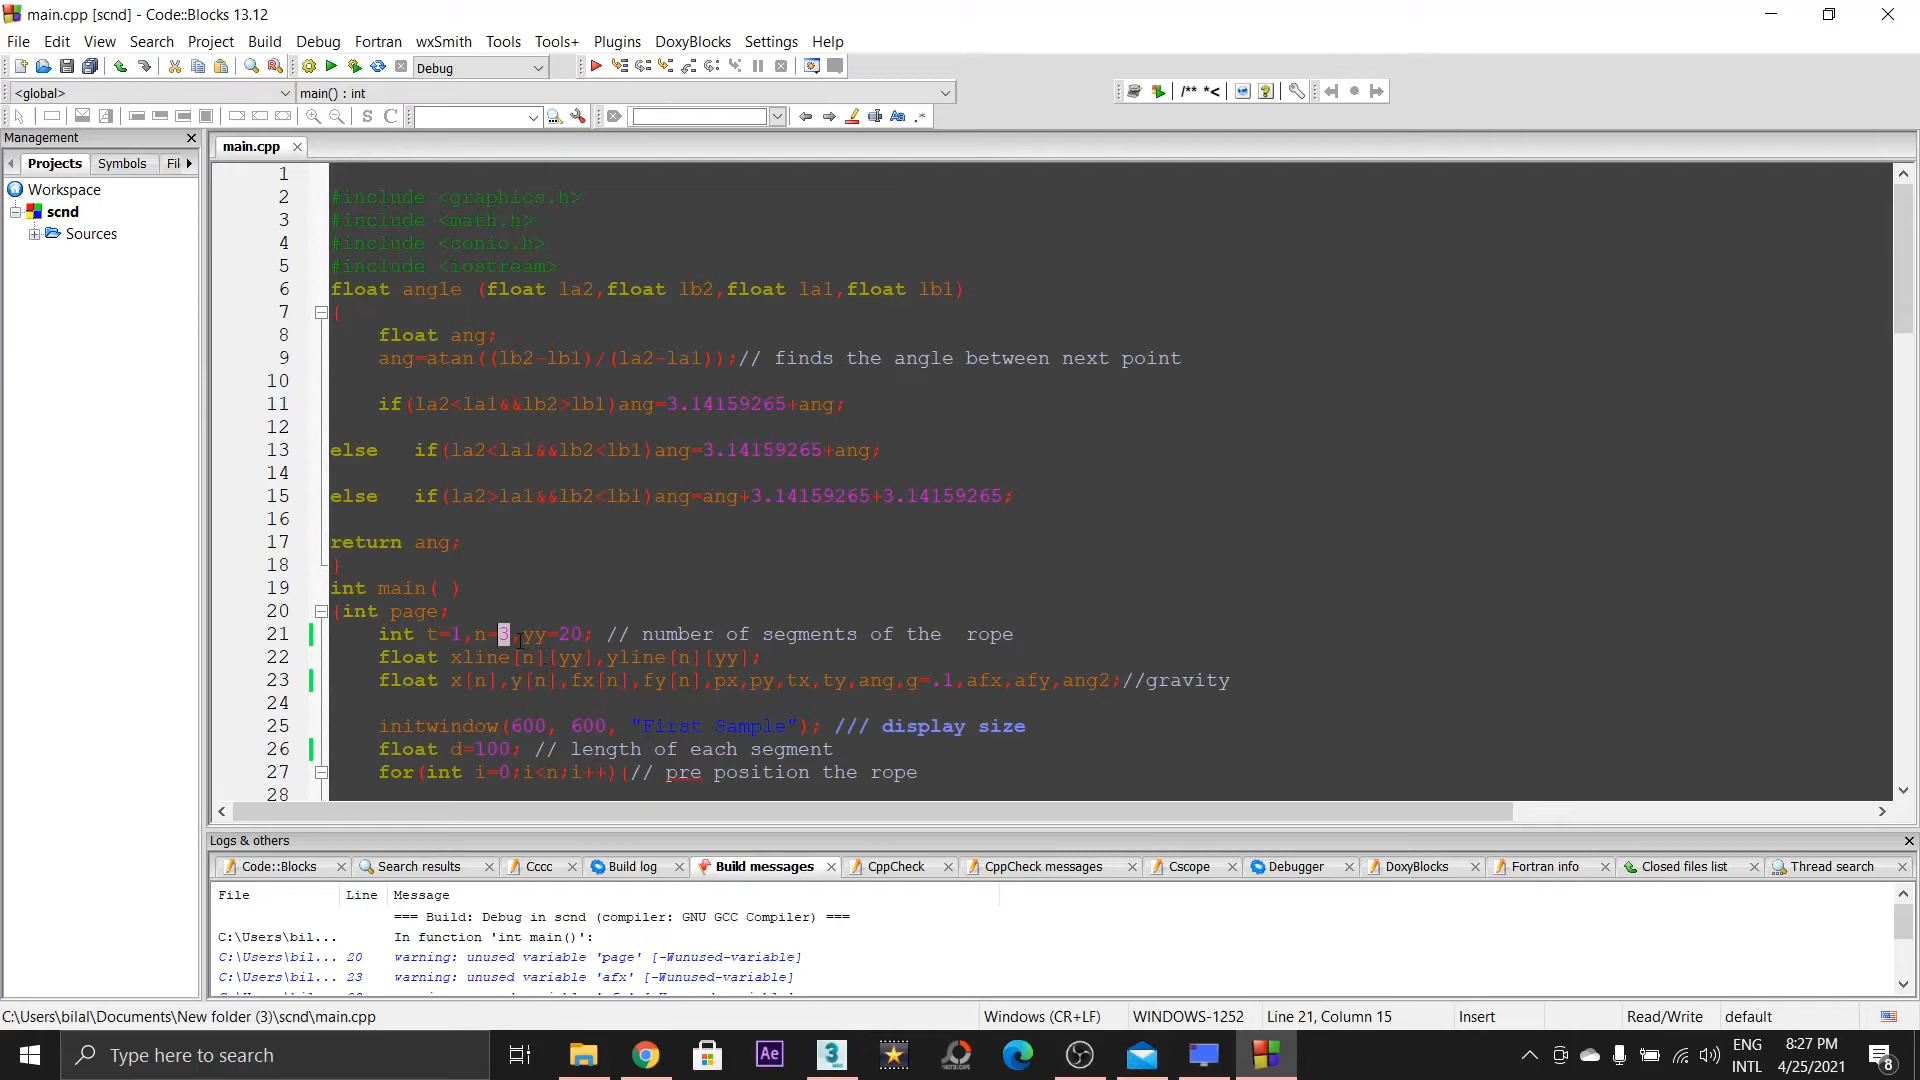 main.cpp [scnd] - Code::Blocks 13.12
File Edit View Search Project Build Debug Fortran wxSmith Tools Tools+ Plugins DoxyBlocks Settings Help
Debug
<global> main() : int
/** *<
S C
Aa .*
Management
Projects Symbols Fil
Workspace
scnd
Sources
main.cpp
1
2 #include <graphics.h>
3 #include <math.h>
4 #include <conio.h>
5 #include <iostream>
6 float angle (float la2,float lb2,float la1,float lb1)
7 {
8 float ang;
9 ang=atan((lb2-lb1)/(la2-la1));// finds the angle between next point
10
11 if(la2<la1&&lb2>lb1)ang=3.14159265+ang;
12
13 else if(la2<la1&&lb2<lb1)ang=3.14159265+ang;
14
15 else if(la2>la1&&lb2<lb1)ang=ang+3.14159265+3.14159265;
16
17 return ang;
18 }
19 int main( )
20 {int page;
21 int t=1,n=3,yy=20; // number of segments of the rope
22 float xline[n][yy],yline[n][yy];
23 float x[n],y[n],fx[n],fy[n],px,py,tx,ty,ang,g=.1,afx,afy,ang2;//gravity
24
25 initwindow(600, 600, "First Sample"); /// display size
26 float d=100; // length of each segment
27 for(int i=0;i<n;i++){// pre position the rope
28
Logs & others
Code::Blocks Search results Cccc Build log Build messages CppCheck CppCheck messages Cscope Debugger DoxyBlocks Fortran info Closed files list Thread search
File Line Message
=== Build: Debug in scnd (compiler: GNU GCC Compiler) ===
C:\Users\bil... In function 'int main()':
C:\Users\bil... 20 warning: unused variable 'page' [-Wunused-variable]
C:\Users\bil... 23 warning: unused variable 'afx' [-Wunused-variable]
C:\Users\bilal\Documents\New folder (3)\scnd\main.cpp Windows (CR+LF) WINDOWS-1252 Line 21, Column 15 Insert Read/Write default
Type here to search
Ae
3
ENG
INTL
8:27 PM
4/25/2021
8